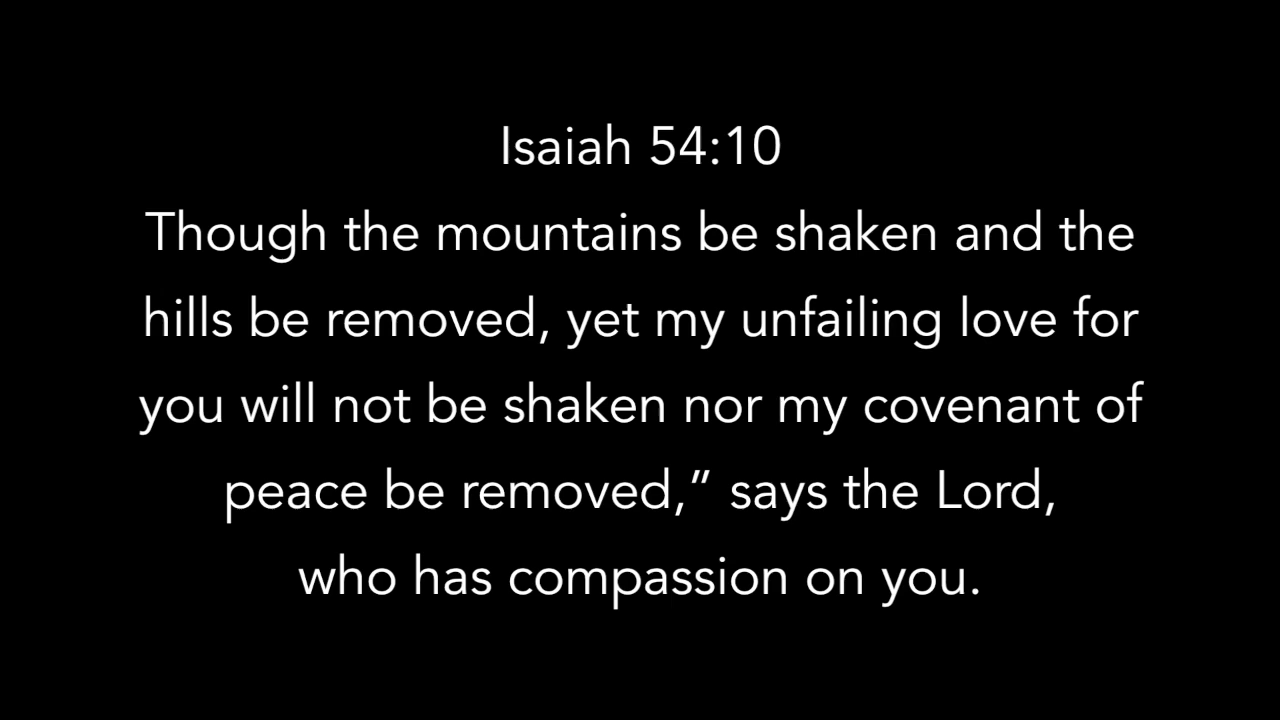 Isaiah 54:10
Though the mountains be shaken and the
hills be removed, yet my unfailing love for
you will not be shaken nor my covenant of
peace be removed,” says the Lord,
who has compassion on you.